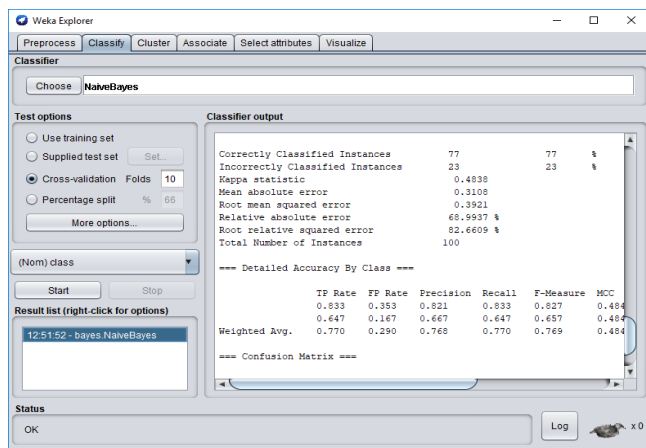 Weka Explorer
Preprocess Classify Cluster Associate Select attributes Visualize
Classifier
Choose NaiveBayes
Test options
Use training set
Supplied test set Set...
Cross-validation Folds 10
Percentage split % 66
More options...
(Nom) class
Start Stop
Result list (right-click for options)
12:51:52 - bayes.NaiveBayes
Classifier output
Correctly Classified Instances 77 77 %
Incorrectly Classified Instances 23 23 %
Kappa statistic 0.4838
Mean absolute error 0.3108
Root mean squared error 0.3921
Relative absolute error 68.9937 %
Root relative squared error 82.6609 %
Total Number of Instances 100
=== Detailed Accuracy By Class ===
TP Rate FP Rate Precision Recall F-Measure MCC
0.833 0.353 0.821 0.833 0.827 0.484
0.647 0.167 0.667 0.647 0.657 0.484
Weighted Avg. 0.770 0.290 0.768 0.770 0.769 0.484
=== Confusion Matrix ===
Status
OK
Log x 0